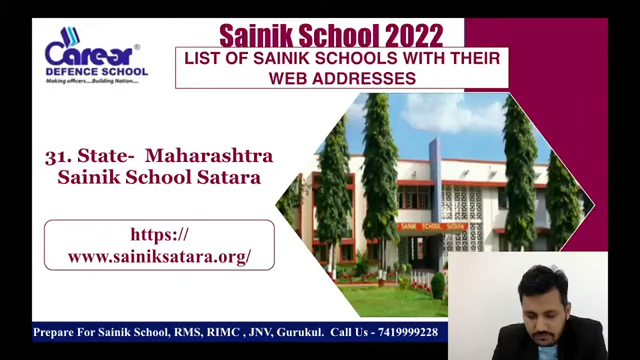 Sainik School 2022
Carear®
DEFENCE SCHOOL
Making officers....Building Nation....
LIST OF SAINIK SCHOOLS WITH THEIR
WEB ADDRESSES
31. State- Maharashtra
Sainik School Satara
https://
www.sainiksatara.org/
SAINIK SCHOOL SATARA
Prepare For Sainik School, RMS, RIMC , JNV, Gurukul. Call Us - 7419999228